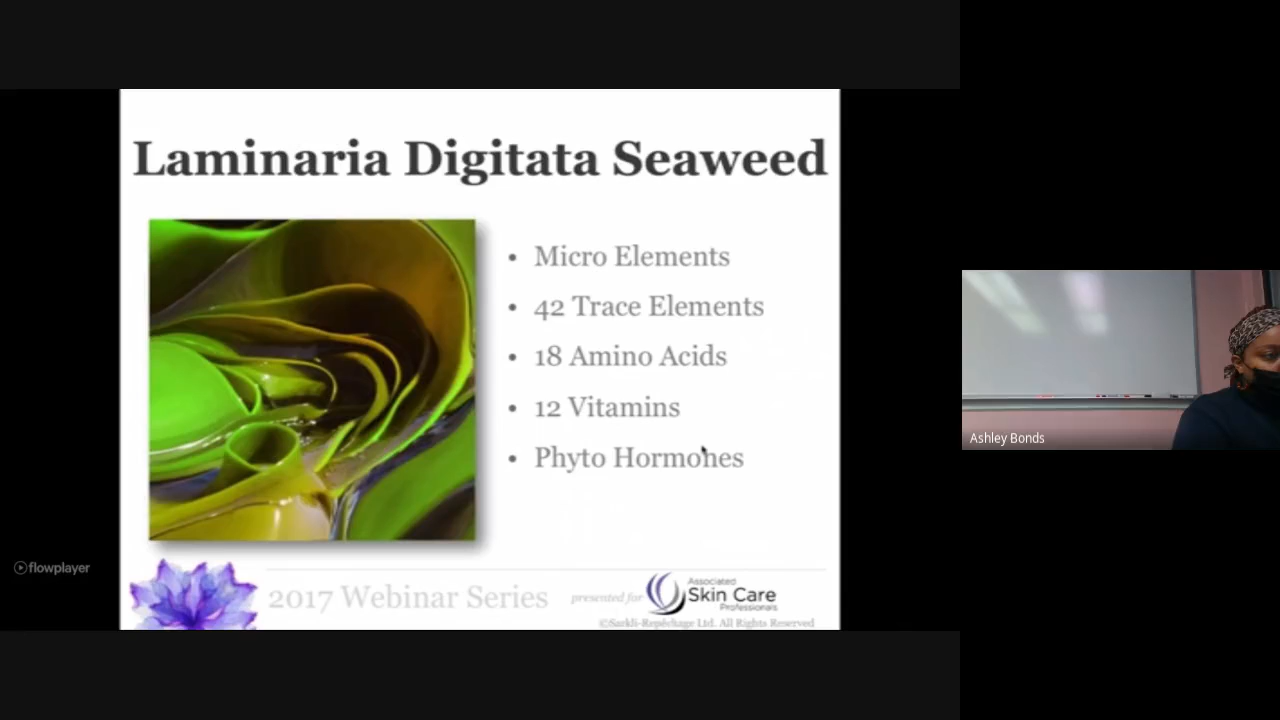 Laminaria Digitata Seaweed
• Micro Elements
• 42 Trace Elements
• 18 Amino Acids
• 12 Vitamins
• Phyto Hormones
Ashley Bonds
flowplayer
2017 Webinar Series
presented for
Associated
Skin Care
Professionals
©Sarkli-Repêchage Ltd. All Rights Reserved